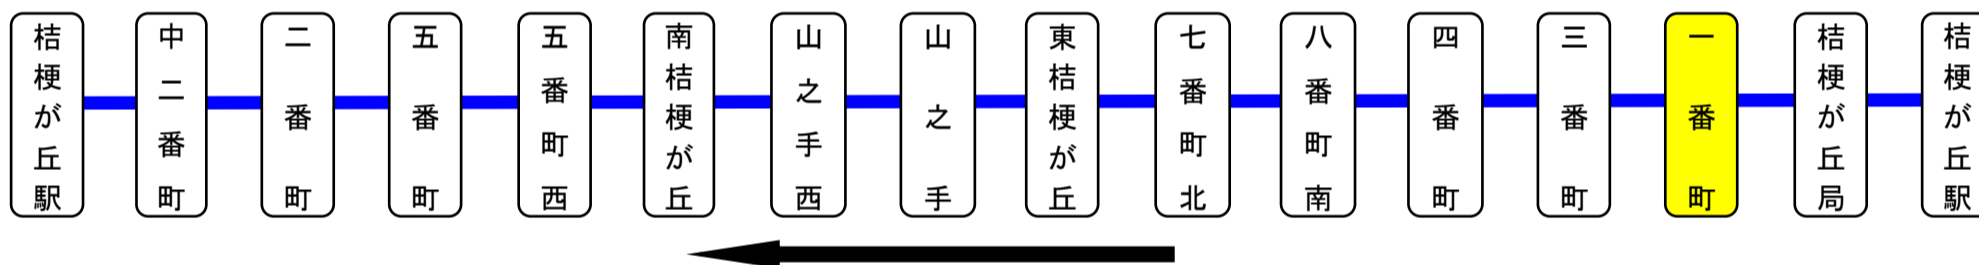 桔梗が丘駅
中二番町
二番町
五番町
五番町西
南桔梗が丘
山之手西
山之手
東桔梗が丘
七番町北
八番町南
四番町
三番町
一番町
桔梗が丘局
桔梗が丘駅